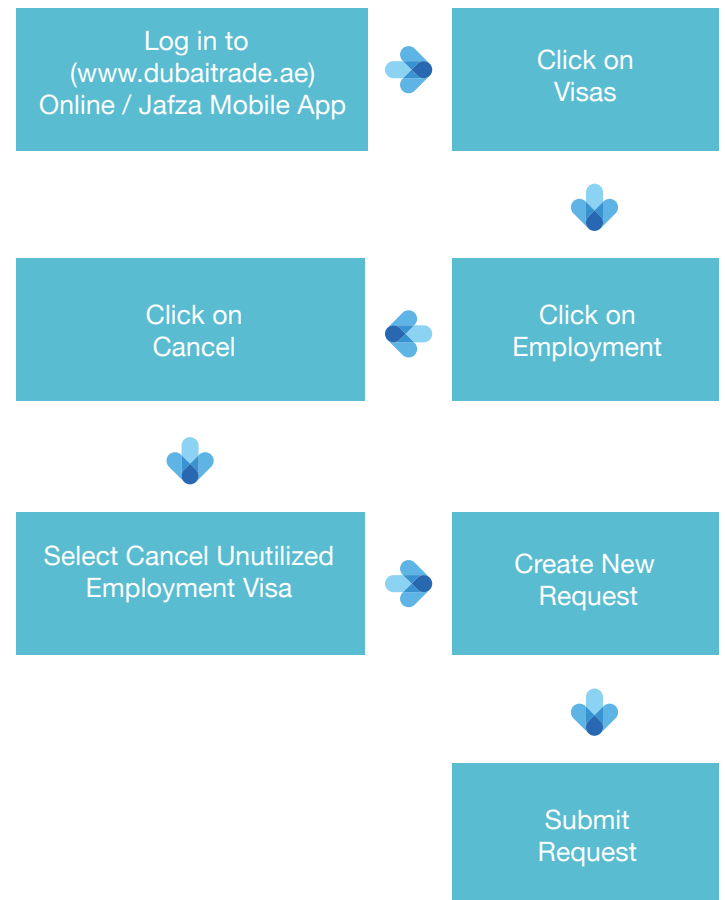 Log in to
(www.dubaitrade.ae)
Online / Jafza Mobile App
Click on
Visas
Click on
Employment
Click on
Cancel
Select Cancel Unutilized
Employment Visa
Create New
Request
Submit
Request